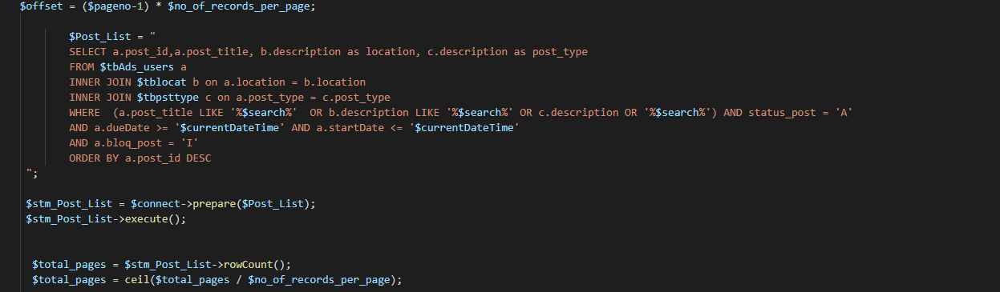 $offset = ($pageno-1) * $no_of_records_per_page;
$Post_List = "
SELECT a.post_id,a.post_title, b.description as location, c.description as post_type
FROM $tbAds_users a
INNER JOIN $tblocat b on a.location = b.location
INNER JOIN $tbpsttype c on a.post_type = c.post_type
WHERE  (a.post_title LIKE '%$search%'  OR b.description LIKE '%$search%' OR c.description OR '%$search%') AND status_post = 'A'
AND a.dueDate >= '$currentDateTime' AND a.startDate <= '$currentDateTime'
AND a.bloq_post = 'I'
ORDER BY a.post_id DESC
";
$stm_Post_List = $connect->prepare($Post_List);
$stm_Post_List->execute();
$total_pages = $stm_Post_List->rowCount();
$total_pages = ceil($total_pages / $no_of_records_per_page);